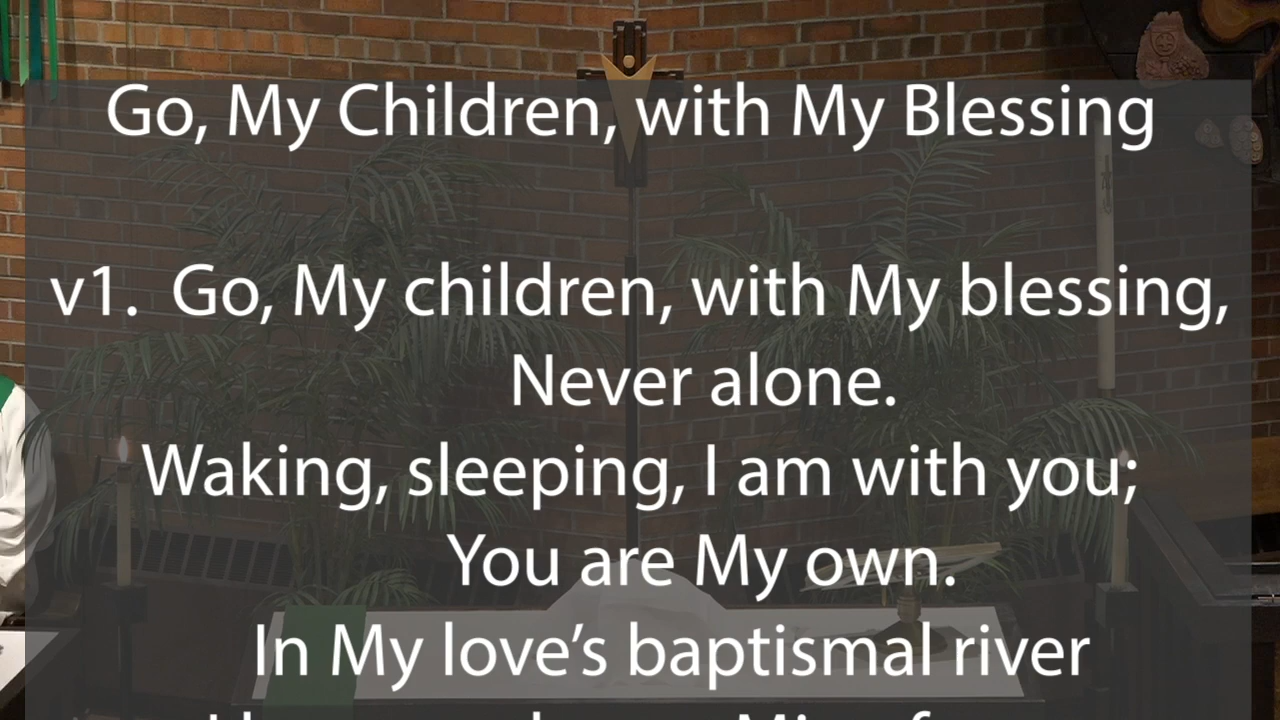 Go, My Children, with My Blessing
v1. Go, My children, with My blessing,
Never alone.
Waking, sleeping, I am with you;
You are My own.
In My love’s baptismal river